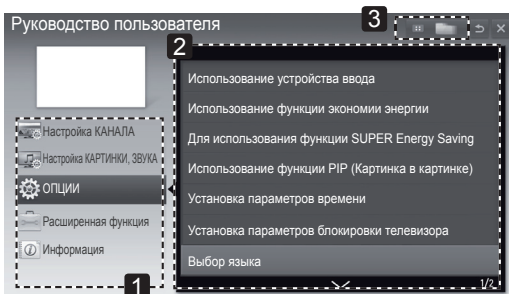 Руководство пользователя
3
2
Настройка КАНАЛА
Настройка КАРТИНКИ, ЗВУКА
ОПЦИИ
Расширенная функция
Информация
1
Использование устройства ввода
Использование функции экономии энергии
Для использования функции SUPER Energy Saving
Использование функции PIP (Картинка в картинке)
Установка параметров времени
Установка параметров блокировки телевизора
Выбор языка
1/2